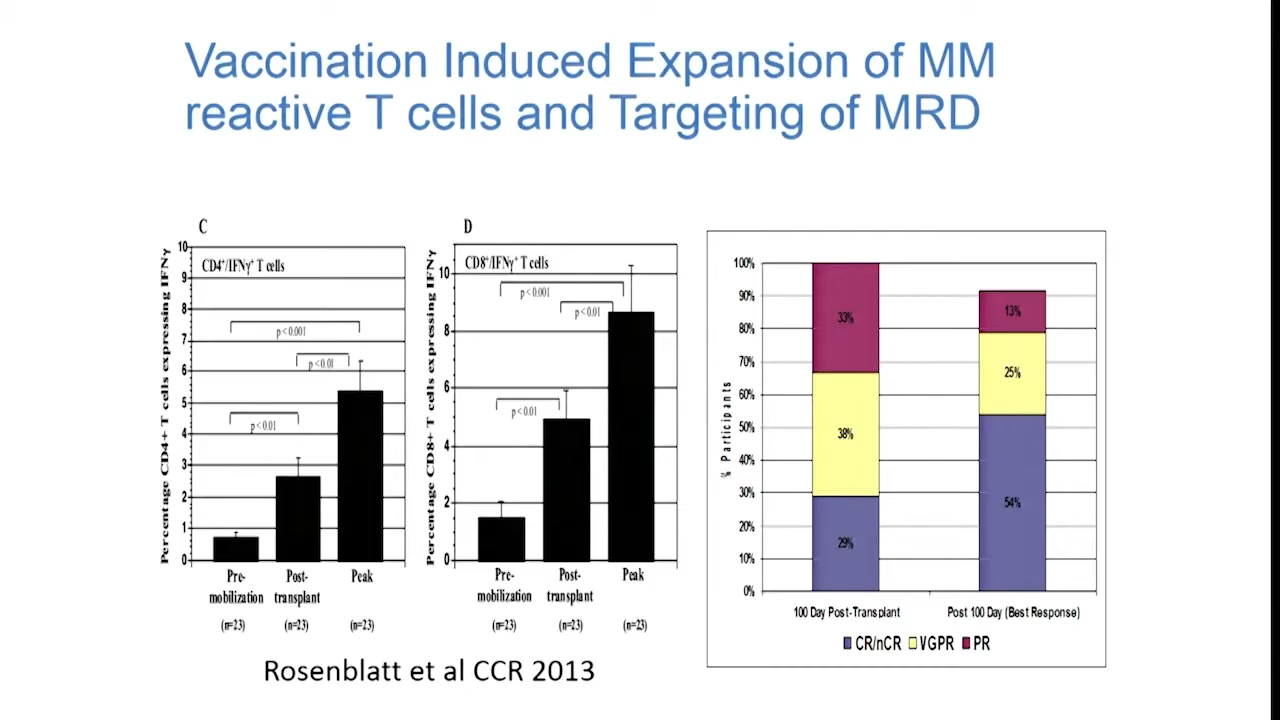 Vaccination Induced Expansion of MM
reactive T cells and Targeting of MRD
C
Percentage CD4+ T cells expressing IFNγ
10
9
8
7
6
5
4
3
2
1
0
CD4⁺/IFNγ⁺ T cells
p < 0.001
p < 0.01
p < 0.01
Pre-
mobilization
(n=23)
Post-
transplant
(n=23)
Peak
(n=23)
D
Percentage CD8+ T cells expressing IFNγ
10
8
6
4
2
0
CD8⁺/IFNγ⁺ T cells
p < 0.001
p < 0.01
p < 0.01
Pre-
mobilization
(n=23)
Post-
transplant
(n=23)
Peak
(n=23)
% Participants
100%
90%
80%
70%
60%
50%
40%
30%
20%
10%
0%
33%
38%
29%
13%
25%
54%
100 Day Post-Transplant
Post 100 Day (Best Response)
CR/nCR VGPR PR
Rosenblatt et al CCR 2013